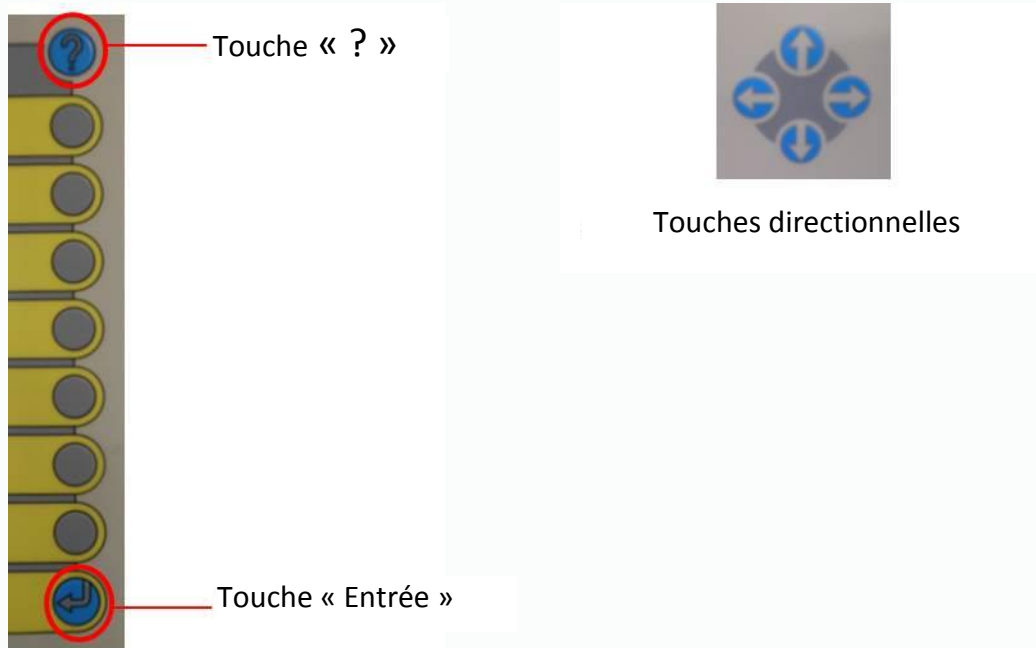 Touche « ? »
?
Touches directionnelles
Touche « Entrée »